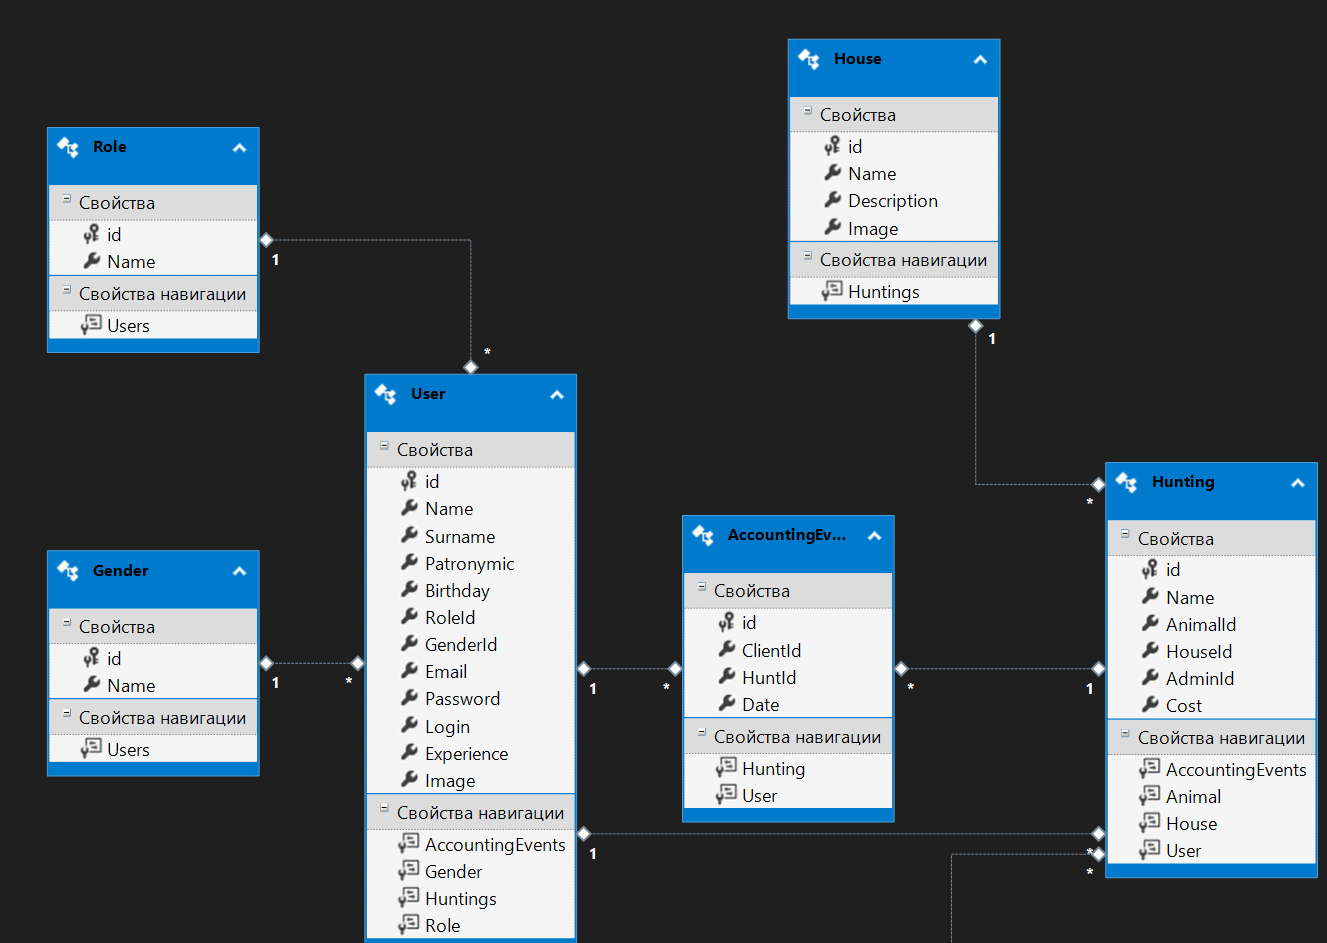 House
Свойства
id
Name
Description
Image
Свойства навигации
Huntings
1
Role
Свойства
id
Name
Свойства навигации
Users
1
*
User
Свойства
id
Name
Surname
Patronymic
Birthday
RoleId
GenderId
Email
Password
Login
Experience
Image
Свойства навигации
AccountingEvents
Gender
Huntings
Role
Gender
Свойства
id
Name
Свойства навигации
Users
1
*
1
*
AccountingEv...
Свойства
id
ClientId
HuntId
Date
Свойства навигации
Hunting
User
*
1
*
Hunting
Свойства
id
Name
AnimalId
HouseId
AdminId
Cost
Свойства навигации
AccountingEvents
Animal
House
User
1
*
*